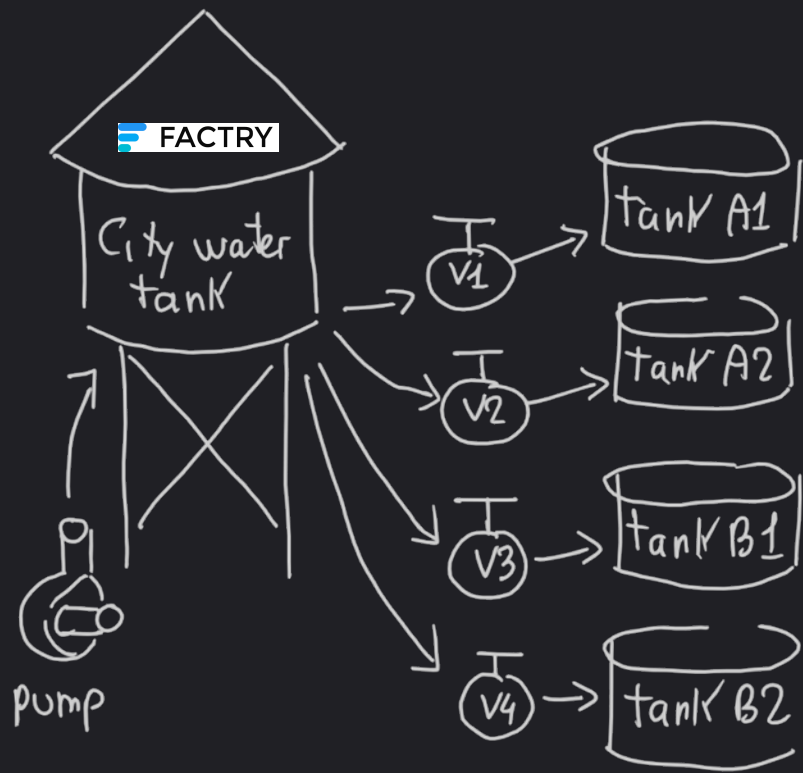 FACTRY
City water
tank
V1
tank A1
V2
tank A2
V3
tank B1
V4
tank B2
pump